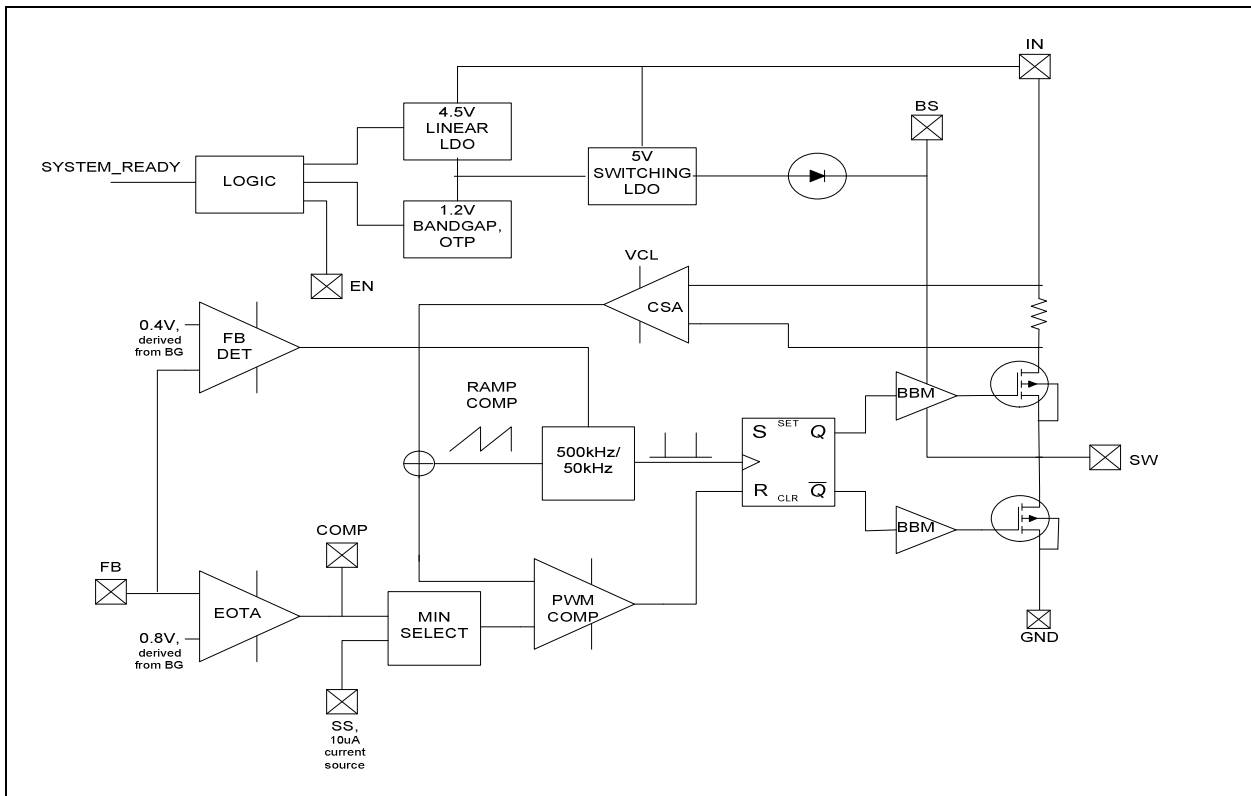 IN
BS
4.5V
LINEAR
LDO
SYSTEM_READY
LOGIC
5V
SWITCHING
LDO
1.2V
BANDGAP,
OTP
EN
VCL
CSA
0.4V,
derived
from BG
FB
DET
RAMP
COMP
BBM
500kHz/
50kHz
S
SET
Q
R
CLR
Q
SW
BBM
COMP
FB
EOTA
0.8V,
derived
from BG
MIN
SELECT
PWM
COMP
GND
SS,
10uA
current
source